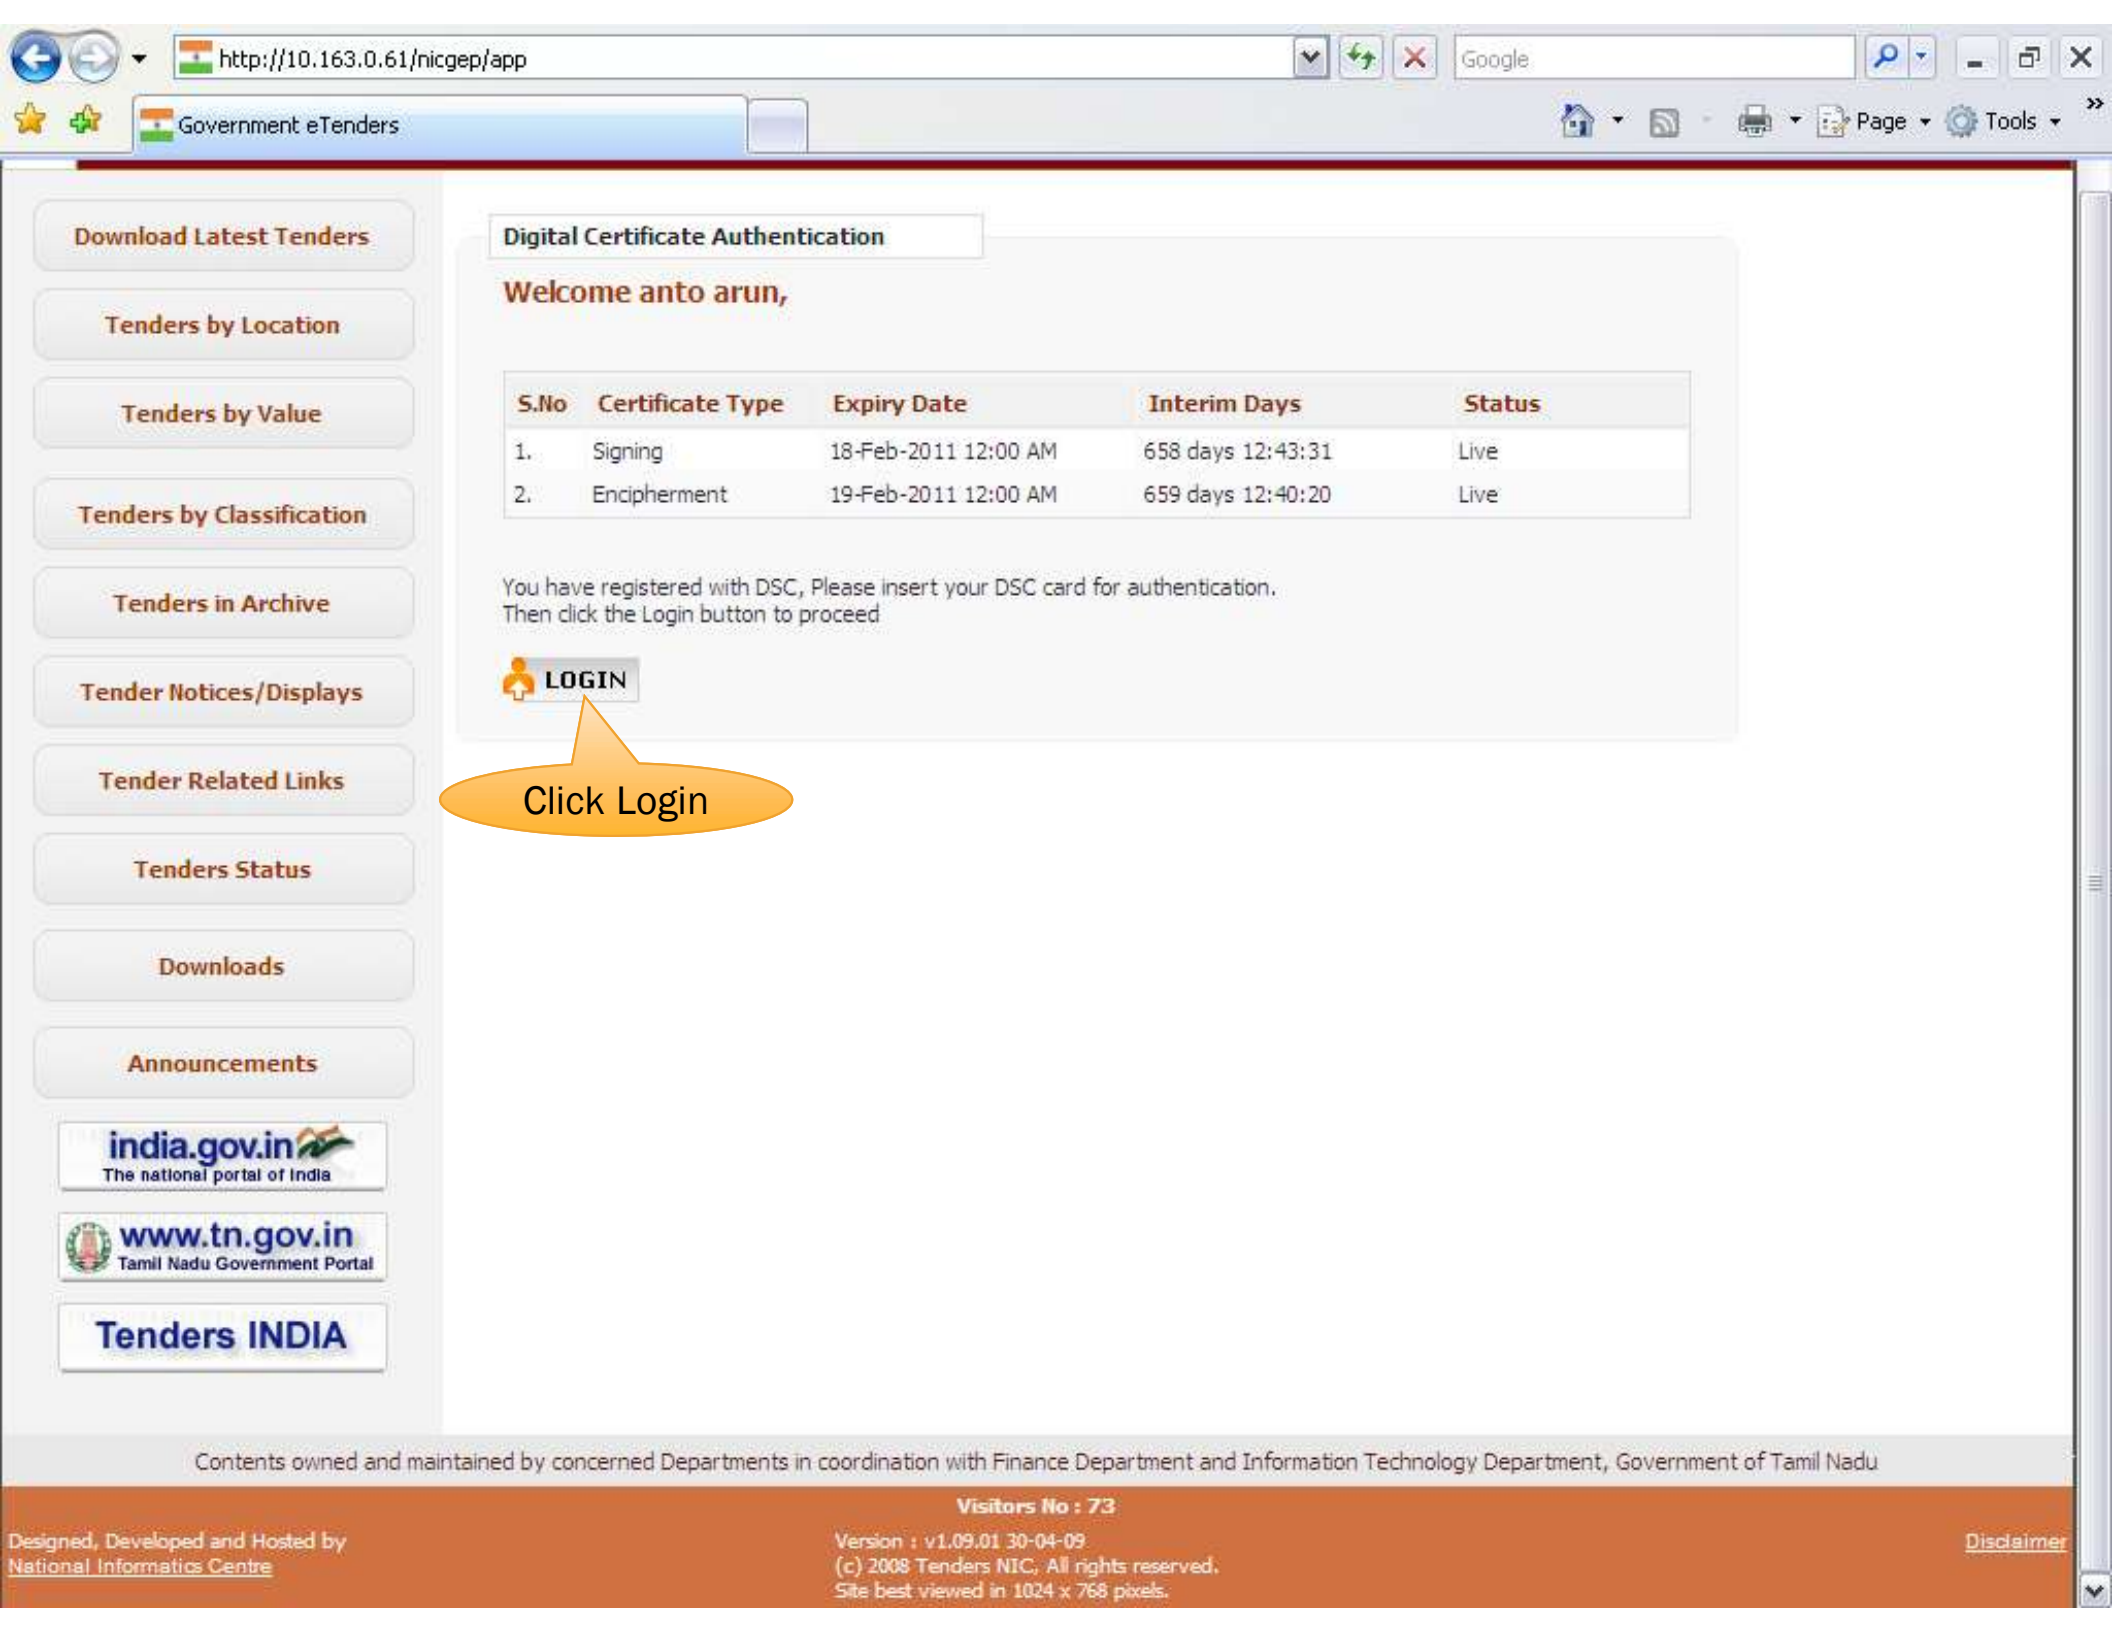 http://10.163.0.61/nicgep/app
Google
Government eTenders
Page
Tools
Download Latest Tenders
Tenders by Location
Tenders by Value
Tenders by Classification
Tenders in Archive
Tender Notices/Displays
Tender Related Links
Tenders Status
Downloads
Announcements
india.gov.in
The national portal of India
www.tn.gov.in
Tamil Nadu Government Portal
Tenders INDIA
Digital Certificate Authentication
Welcome anto arun,
S.No Certificate Type Expiry Date Interim Days Status
1. Signing 18-Feb-2011 12:00 AM 658 days 12:43:31 Live
2. Encipherment 19-Feb-2011 12:00 AM 659 days 12:40:20 Live
You have registered with DSC, Please insert your DSC card for authentication.
Then click the Login button to proceed
LOGIN
Click Login
Contents owned and maintained by concerned Departments in coordination with Finance Department and Information Technology Department, Government of Tamil Nadu
Visitors No : 73
Designed, Developed and Hosted by
National Informatics Centre
Version : v1.09.01 30-04-09
(c) 2008 Tenders NIC, All rights reserved.
Site best viewed in 1024 x 768 pixels.
Disclaimer